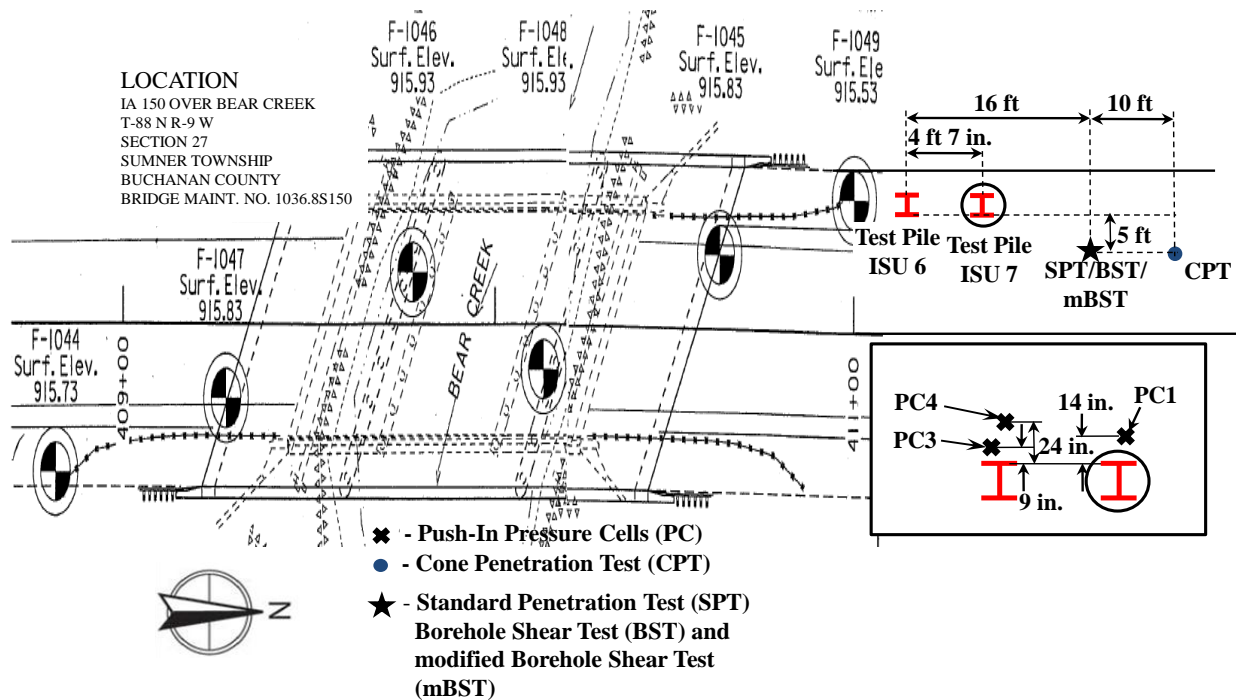 F-1046
Surf. Elev.
915.93
F-1048
Surf. Ele
915.93
F-1045
Surf. Elev.
915.83
F-1049
Surf. Ele
915.53
LOCATION
IA 150 OVER BEAR CREEK
T-88 N R-9 W
SECTION 27
SUMNER TOWNSHIP
BUCHANAN COUNTY
BRIDGE MAINT. NO. 1036.8S150
16 ft
10 ft
4 ft 7 in.
5 ft
Test Pile
ISU 6
Test Pile
ISU 7
SPT/BST/
mBST
CPT
F-1047
Surf. Elev.
915.83
F-1044
Surf. Elev.
915.73
409+00
BEAR CREEK
41 +00
PC4
PC3
14 in.
PC1
24 in.
9 in.
- Push-In Pressure Cells (PC)
- Cone Penetration Test (CPT)
- Standard Penetration Test (SPT)
Borehole Shear Test (BST) and
modified Borehole Shear Test
(mBST)
N